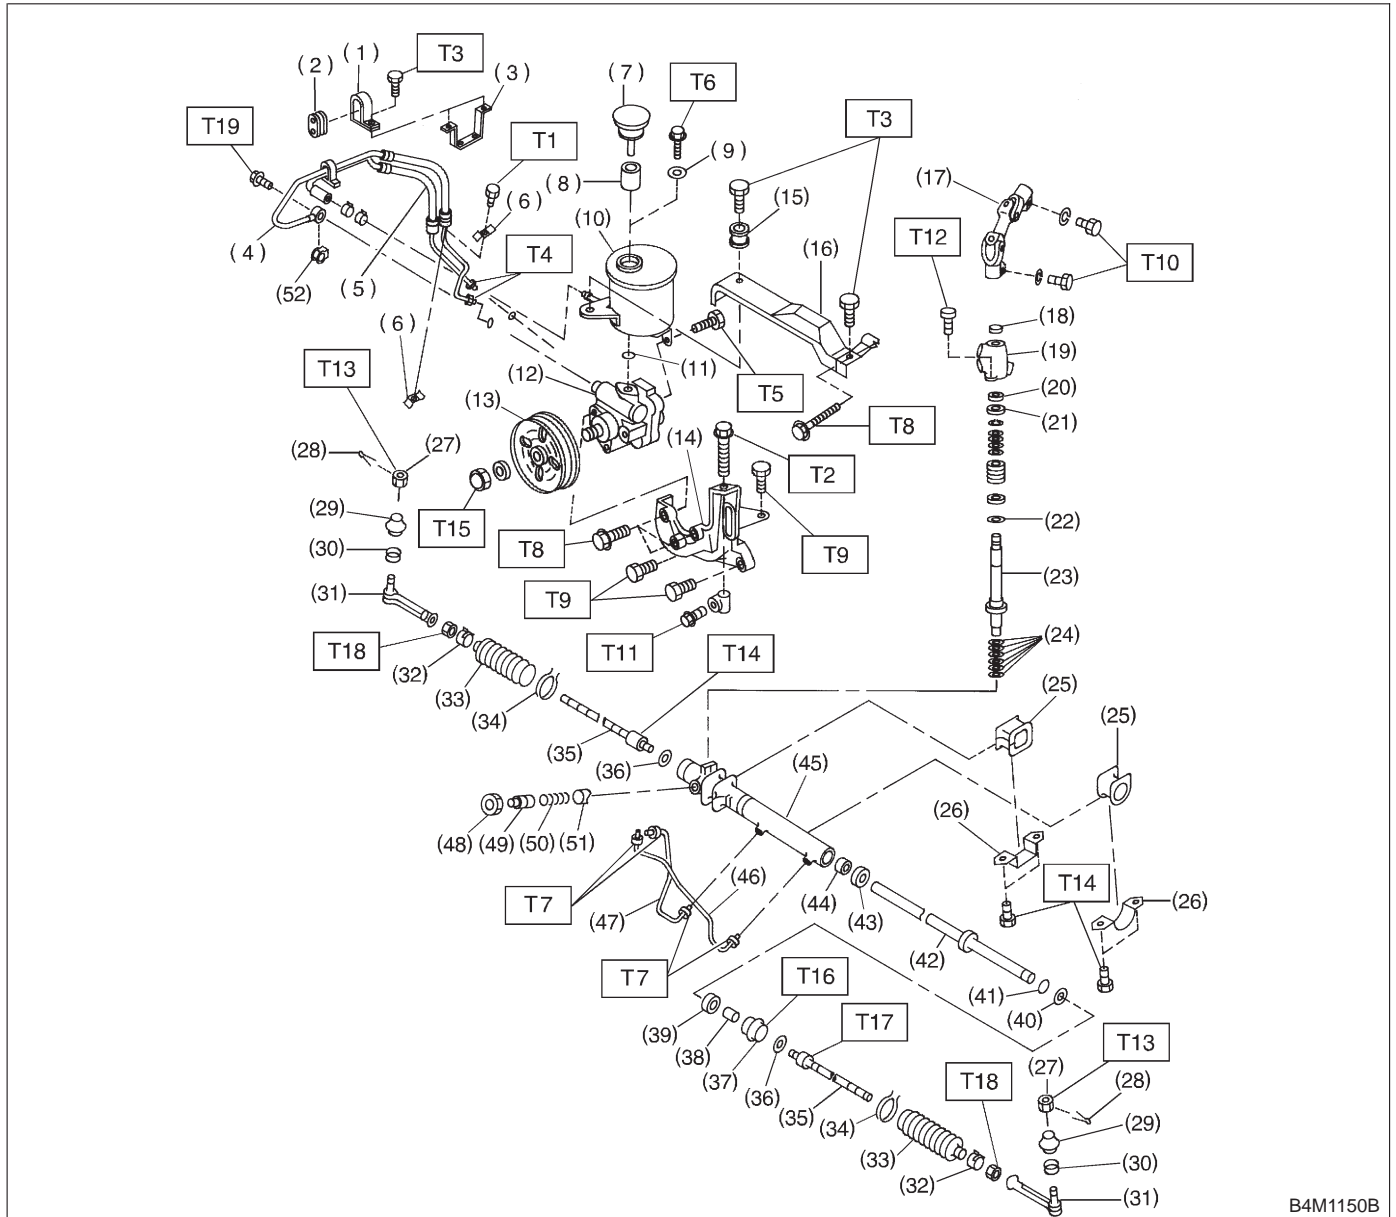 (1)
T3
(2)
(3)
(7)
T6
T19
T1
T3
(9)
(8)
(15)
(17)
(6)
(10)
T12
(4)
T4
(16)
T10
(52)
(5)
(18)
(6)
(11)
(19)
T13
(12)
T5
(20)
(13)
(21)
(28)
(27)
(14)
T8
T2
(29)
T15
(22)
T8
T9
(30)
(23)
(31)
T9
(24)
T18
T11
T14
(32)
(33)
(25)
(25)
(34)
(35)
(36)
(45)
(48)
(49)
(50)
(51)
(26)
T14
T7
(46)
(44)
(26)
(47)
(43)
(42)
T7
T16
(41)
(40)
(39)
T17
(38)
T13
(37)
(27)
T18
(28)
(36)
(35)
(34)
(29)
(33)
(30)
(32)
(31)
B4M1150B